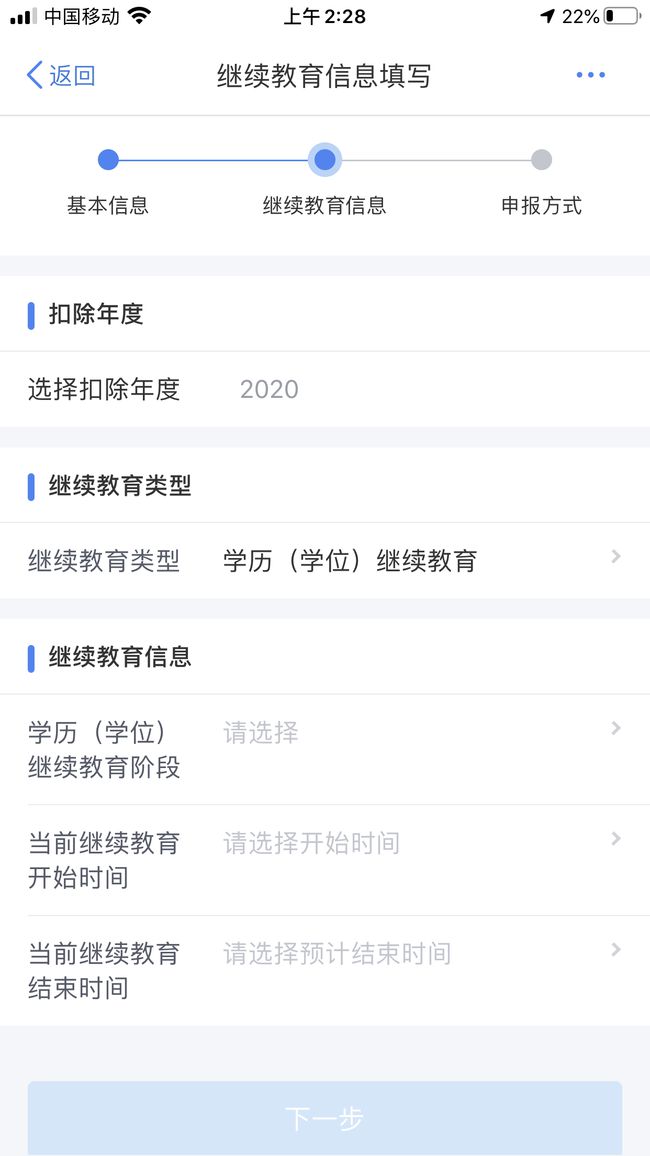 中国移动 上午2:28 22%
返回 继续教育信息填写
基本信息 继续教育信息 申报方式
扣除年度
选择扣除年度 2020
继续教育类型
继续教育类型 学历（学位）继续教育
继续教育信息
学历（学位） 请选择
继续教育阶段
当前继续教育 请选择开始时间
开始时间
当前继续教育 请选择预计结束时间
结束时间
下一步